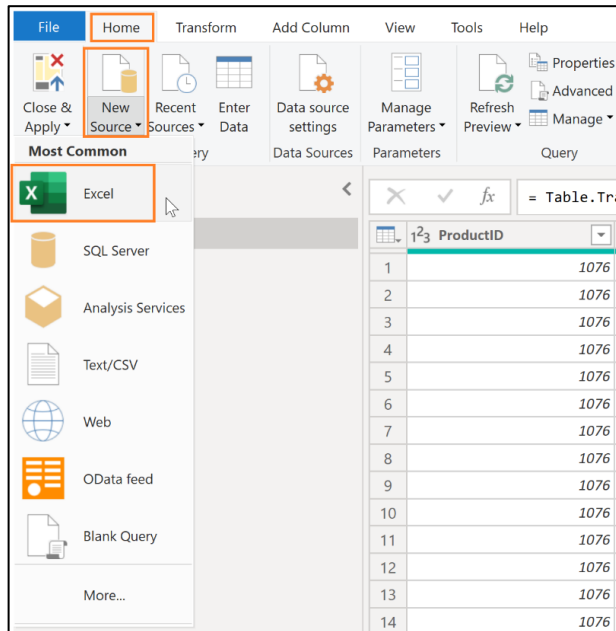 File Home Transform Add Column View Tools Help
Close & Apply
New Source
Recent Sources
Enter Data
Data source settings
Manage Parameters
Refresh Preview
Properties
Advanced
Manage
Most Common
ery
Data Sources
Parameters
Query
X
Excel
SQL Server
Analysis Services
Text/CSV
Web
OData feed
Blank Query
More...
fx
= Table.Tra
1²3 ProductID
1 1076
2 1076
3 1076
4 1076
5 1076
6 1076
7 1076
8 1076
9 1076
10 1076
11 1076
12 1076
13 1076
14 1076